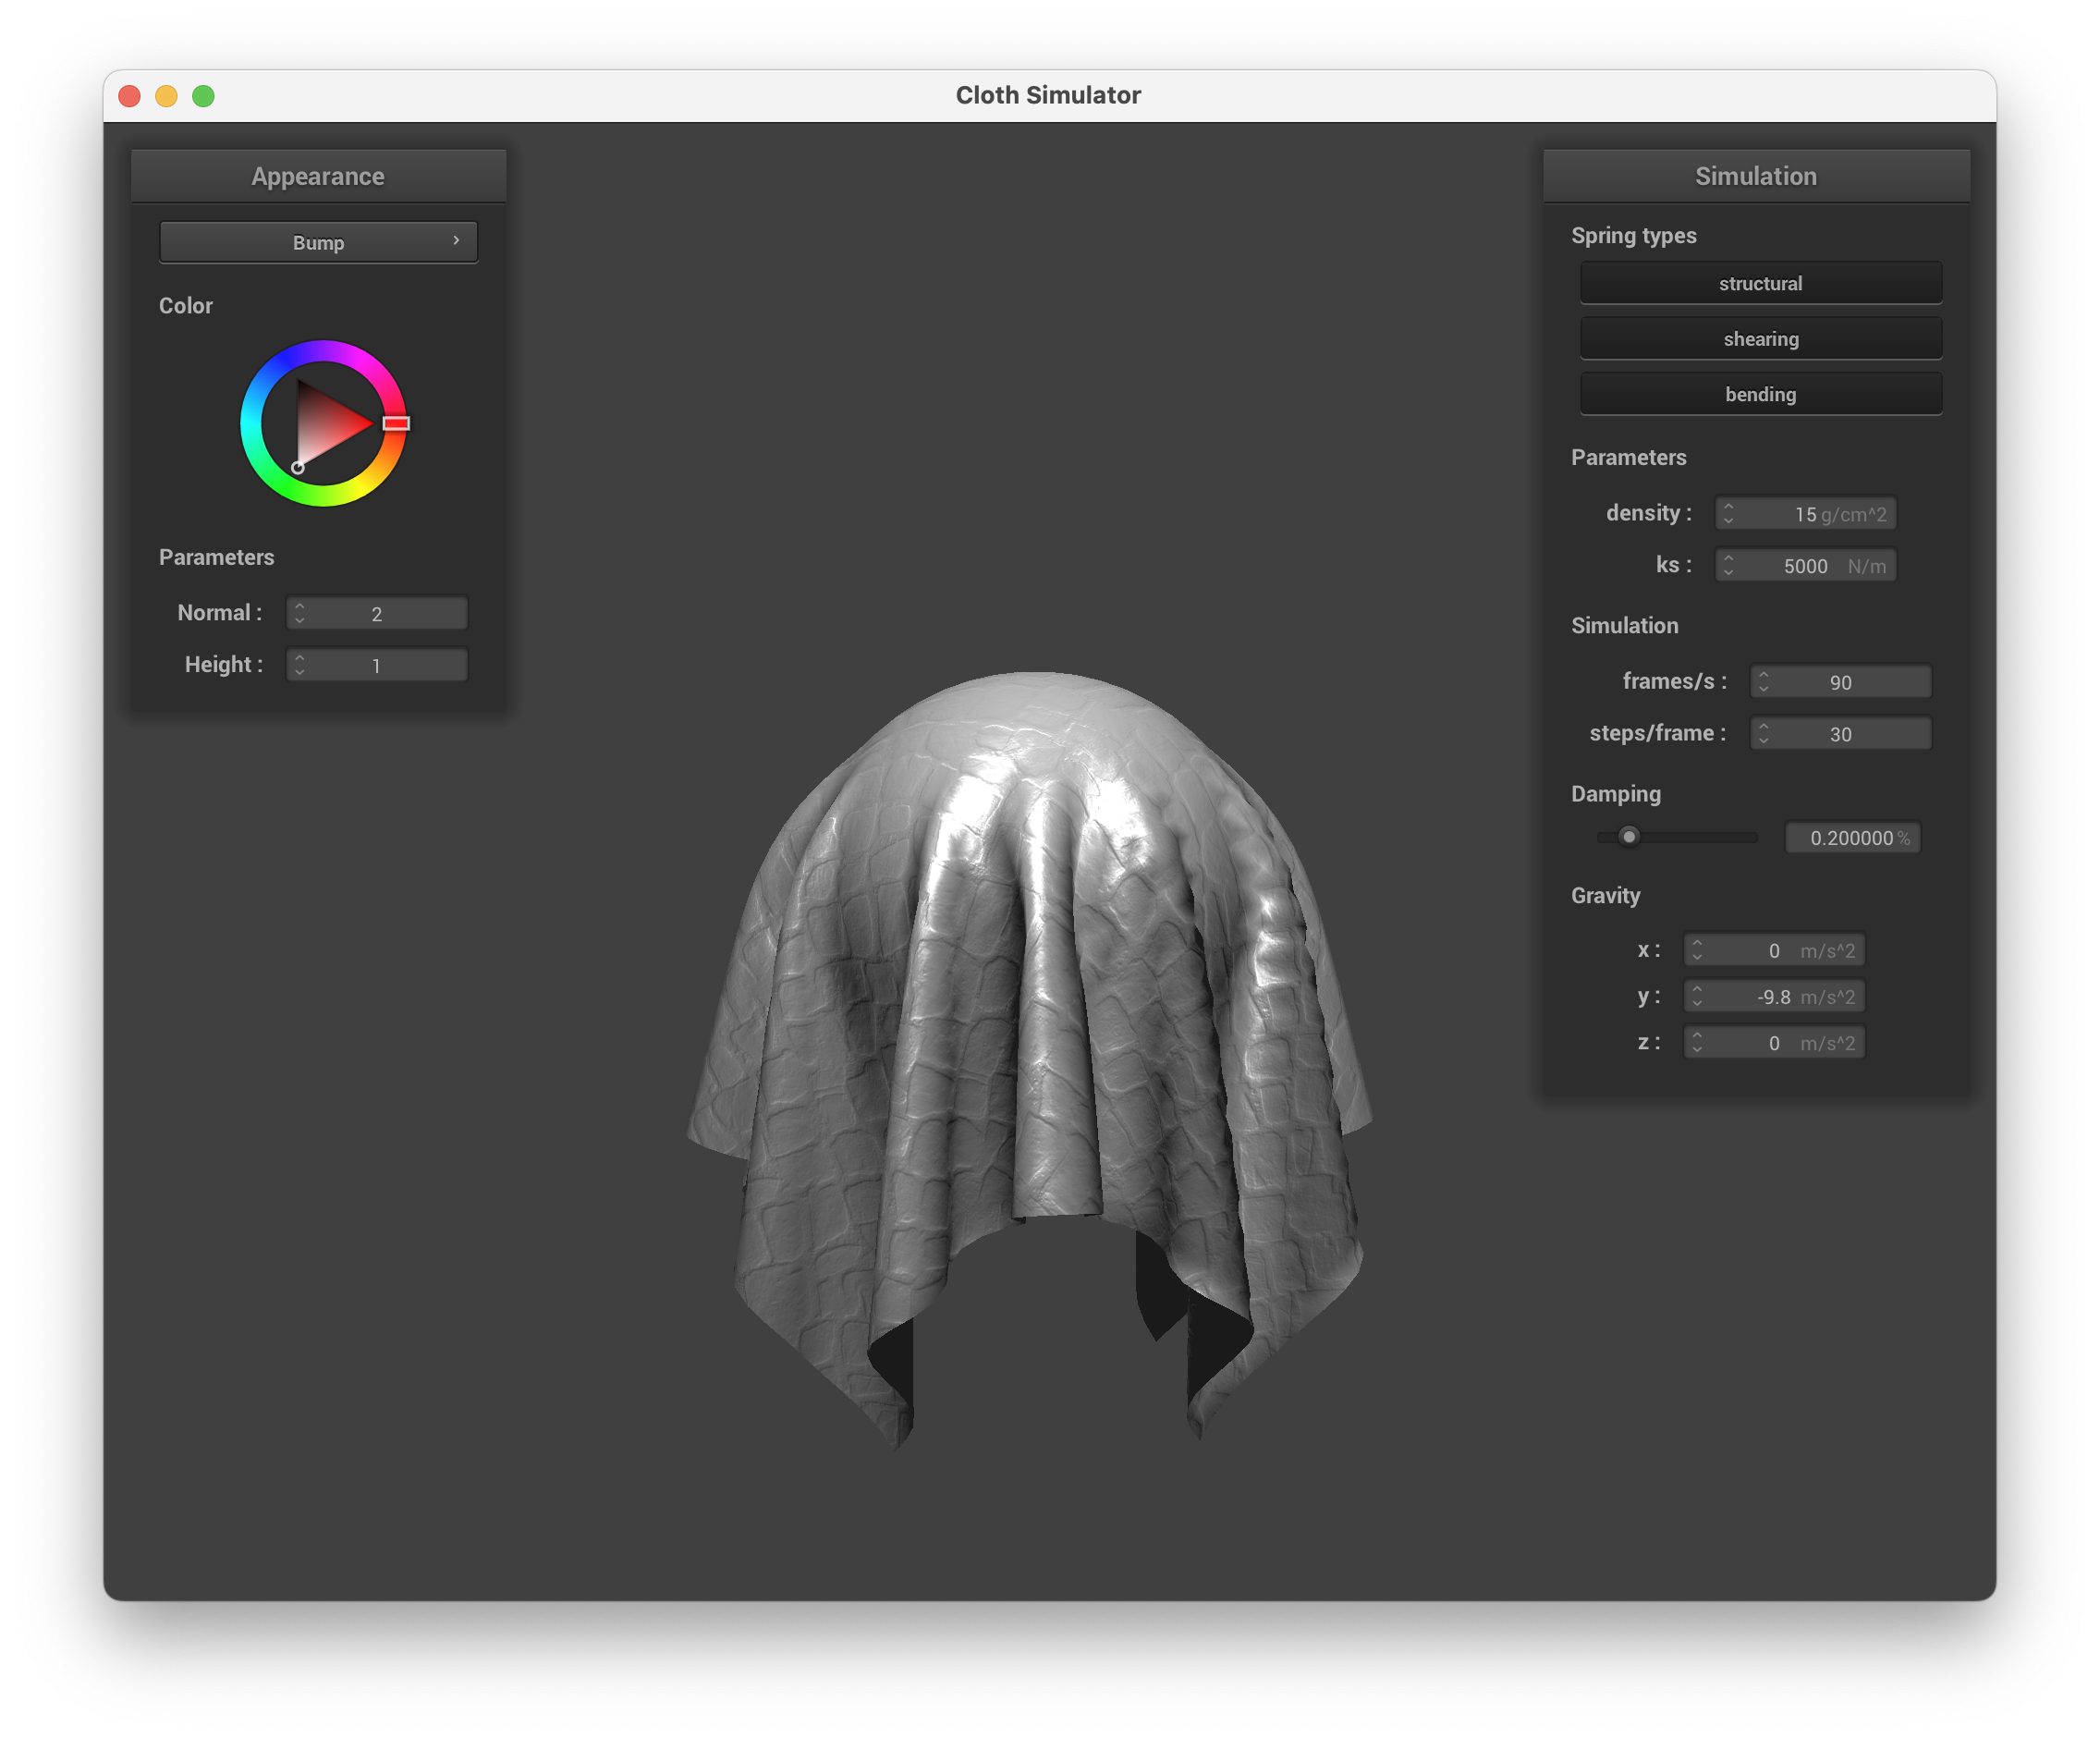 Cloth Simulator
Appearance
Bump
Color
Parameters
Normal : 2
Height : 1
Simulation
Spring types
structural
shearing
bending
Parameters
density : 15 g/cm^2
ks : 5000 N/m
Simulation
frames/s : 90
steps/frame : 30
Damping
0.200000 %
Gravity
x : 0 m/s^2
y : -9.8 m/s^2
z : 0 m/s^2